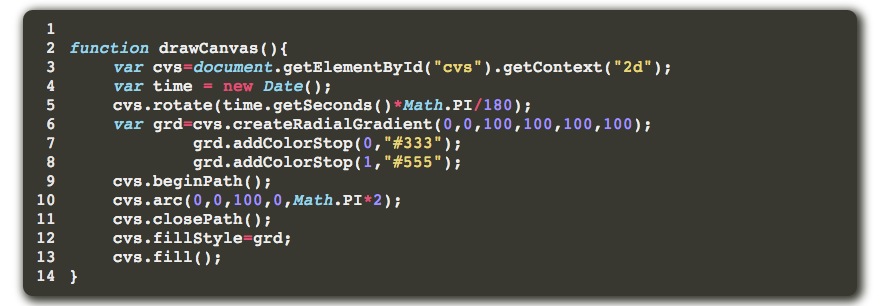 1
2 function drawCanvas(){
3     var cvs=document.getElementById("cvs").getContext("2d");
4     var time = new Date();
5     cvs.rotate(time.getSeconds()*Math.PI/180);
6     var grd=cvs.createRadialGradient(0,0,100,100,100,100);
7             grd.addColorStop(0,"#333");
8             grd.addColorStop(1,"#555");
9     cvs.beginPath();
10     cvs.arc(0,0,100,0,Math.PI*2);
11     cvs.closePath();
12     cvs.fillStyle=grd;
13     cvs.fill();
14 }